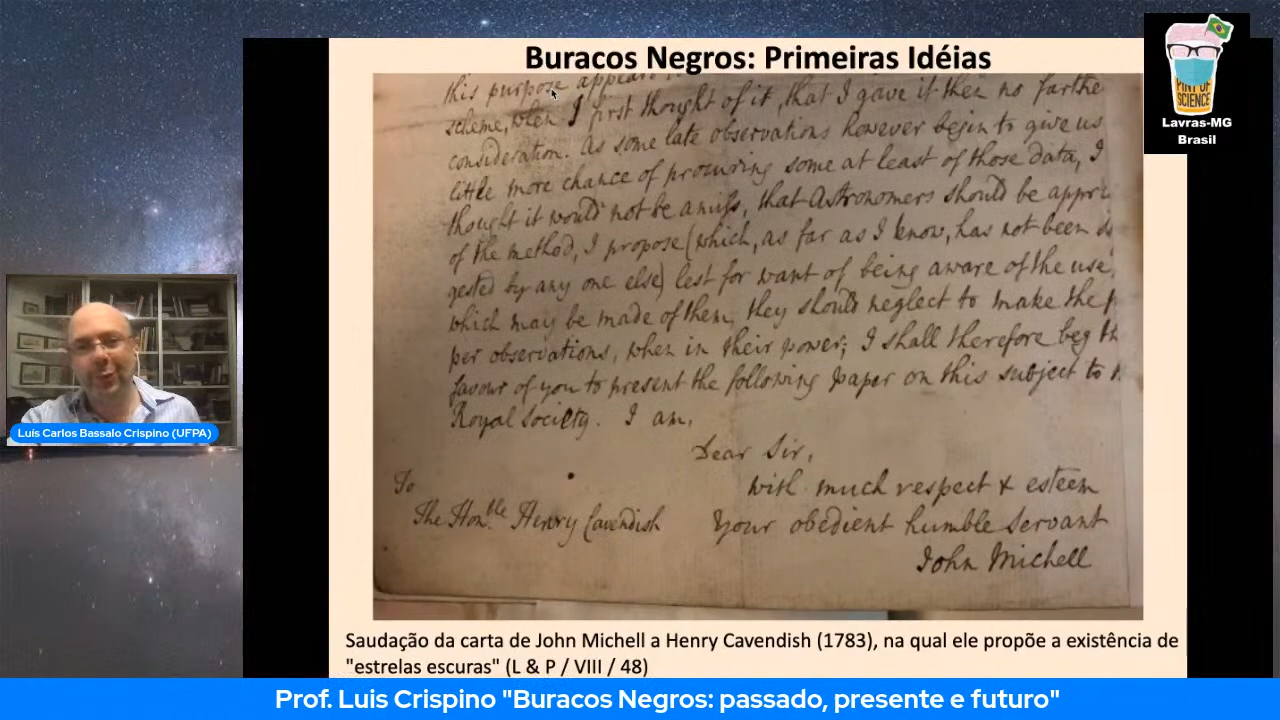 Buracos Negros: Primeiras Idéias
this purpose
scheme, when I first thought of it, that I gave it then no farthe
consideration. As some late observations however begin to give us
little more chance of procuring some at least of those data, I
thought it would not be amiss, that Astronomers should be
of the method, I propose (which, as far as I know, has not been
gested by any one else) lest for want of being aware of the use,
which may be made of them, they should neglect to make the
per observations, when in their power; I shall therefore beg
favour of you to present the following paper on this subject to
Royal Society. I am,
Dear Sir,
with much respect & esteem
Your obedient humble servant
John Michell
To
The Hon.ble Henry Cavendish
Saudação da carta de John Michell a Henry Cavendish (1783), na qual ele propõe a existência de
"estrelas escuras" (L & P / VIII / 48)
PINT OF
SCIENCE
Lavras-MG
Brasil
Luís Carlos Bassalo Crispino (UFPA)
Prof. Luis Crispino "Buracos Negros: passado, presente e futuro"